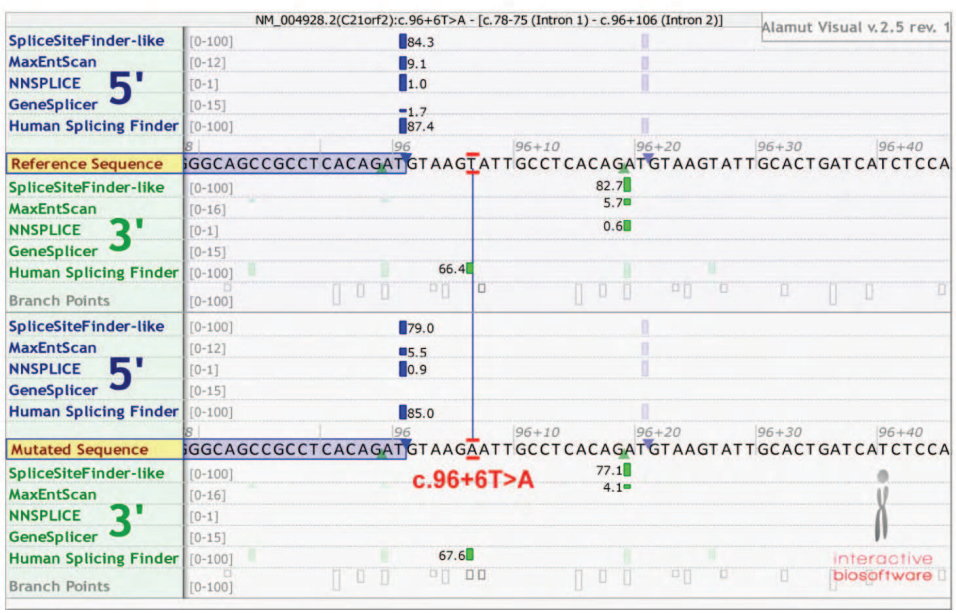 NM_004928.2(C21orf2):c.96+6T>A - [c.78-75 (Intron 1) - c.96+106 (Intron 2)]
Alamut Visual v.2.5 rev. 1
SpliceSiteFinder-like [0-100] 84.3
MaxEntScan [0-12] 9.1
NNSPLICE [0-1] 1.0
5'
GeneSplicer [0-15] 1.7
Human Splicing Finder [0-100] 87.4
8 96 96+10 96+20 96+30 96+40
Reference Sequence GGGCAGCCGCCTCACAGATGTAAGTATTGCCTCACAGATGTAAGTATTGCACTGATCATCTCCA
SpliceSiteFinder-like [0-100] 82.7
MaxEntScan [0-16] 5.7
NNSPLICE [0-1] 0.6
3'
GeneSplicer [0-15]
Human Splicing Finder [0-100] 66.4
Branch Points [0-100]
SpliceSiteFinder-like [0-100] 79.0
MaxEntScan [0-12] 5.5
NNSPLICE [0-1] 0.9
5'
GeneSplicer [0-15]
Human Splicing Finder [0-100] 85.0
8 96 96+10 96+20 96+30 96+40
Mutated Sequence GGGCAGCCGCCTCACAGATGTAAGAATTGCCTCACAGATGTAAGTATTGCACTGATCATCTCCA
SpliceSiteFinder-like [0-100] 77.1
c.96+6T>A
MaxEntScan [0-16] 4.1
NNSPLICE [0-1]
3'
GeneSplicer [0-15]
Human Splicing Finder [0-100] 67.6
interactive
biosoftware
Branch Points [0-100]